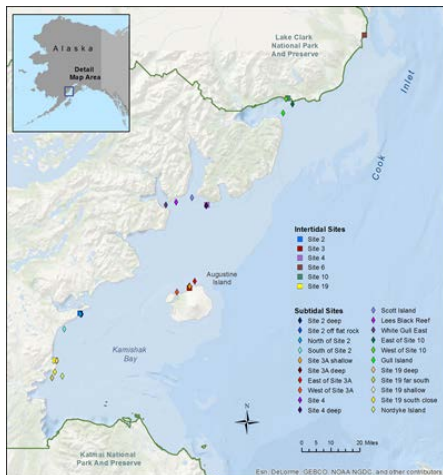 Alaska
Detail
Map Area
Lake Clark
National Park
And Preserve
Cook Inlet
Intertidal Sites
Site 2
Site 3
Site 4
Site 6
Site 10
Site 19
Augustine
Island
Subtidal Sites
Site 2 deep
Site 2 off flat rock
North of Site 2
South of Site 2
Site 3A shallow
Site 3A deep
East of Site 3A
West of Site 3A
Site 4
Site 4 deep
Scott Island
Lees Black Reef
White Gull East
East of Site 10
West of Site 10
Gull Island
Site 19 deep
Site 19 far south
Site 19 shallow
Site 19 south close
Nordyke Island
Kamishak
Bay
N
0 5 10 20 Miles
Katmai National
Park And Preserve
Esri, DeLorme, GEBCO, NOAA NGDC, and other contributors